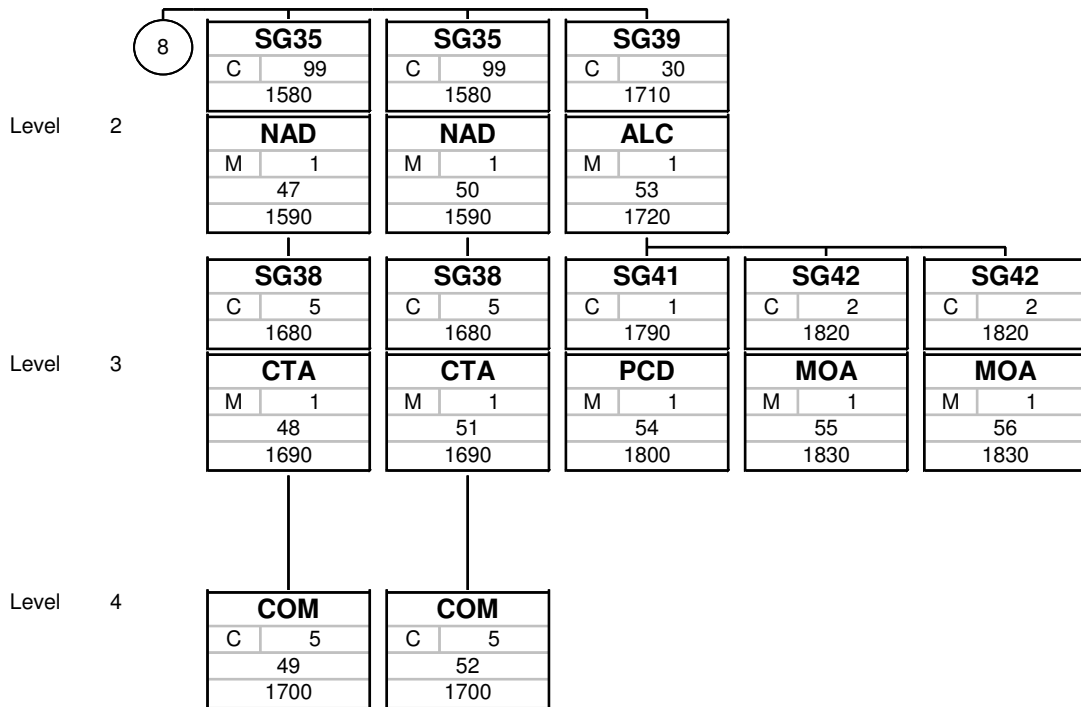 8
SG35 SG35 SG39
C 99 C 99 C 30
1580 1580 1710
Level 2
NAD NAD ALC
M 1 M 1 M 1
47 50 53
1590 1590 1720
SG38 SG38 SG41 SG42 SG42
C 5 C 5 C 1 C 2 C 2
1680 1680 1790 1820 1820
Level 3
CTA CTA PCD MOA MOA
M 1 M 1 M 1 M 1 M 1
48 51 54 55 56
1690 1690 1800 1830 1830
Level 4
COM COM
C 5 C 5
49 52
1700 1700